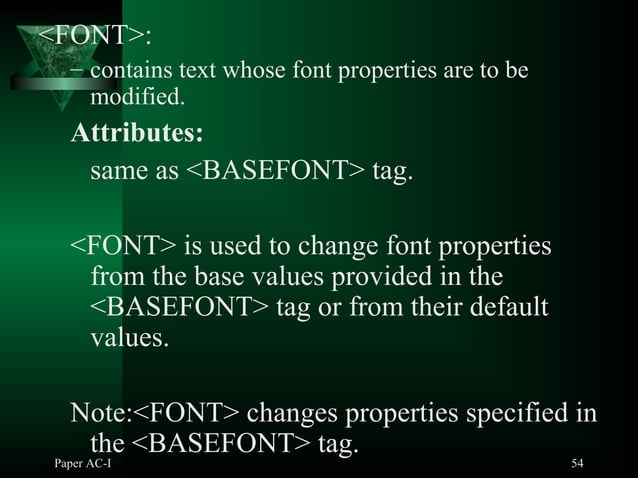 <FONT>:
– contains text whose font properties are to be
modified.
Attributes:
same as <BASEFONT> tag.
<FONT> is used to change font properties
from the base values provided in the
<BASEFONT> tag or from their default
values.
Note:<FONT> changes properties specified in
the <BASEFONT> tag.
Paper AC-I 54